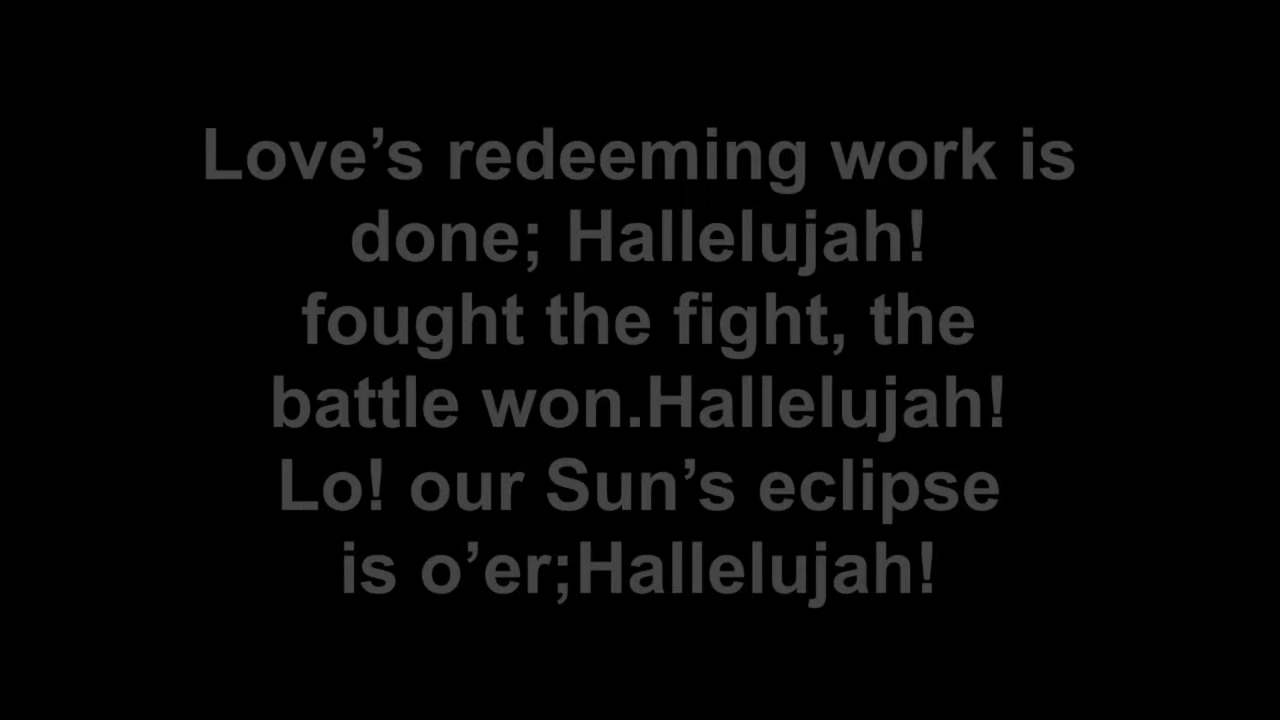 Love’s redeeming work is
done; Hallelujah!
fought the fight, the
battle won.Hallelujah!
Lo! our Sun’s eclipse
is o’er;Hallelujah!